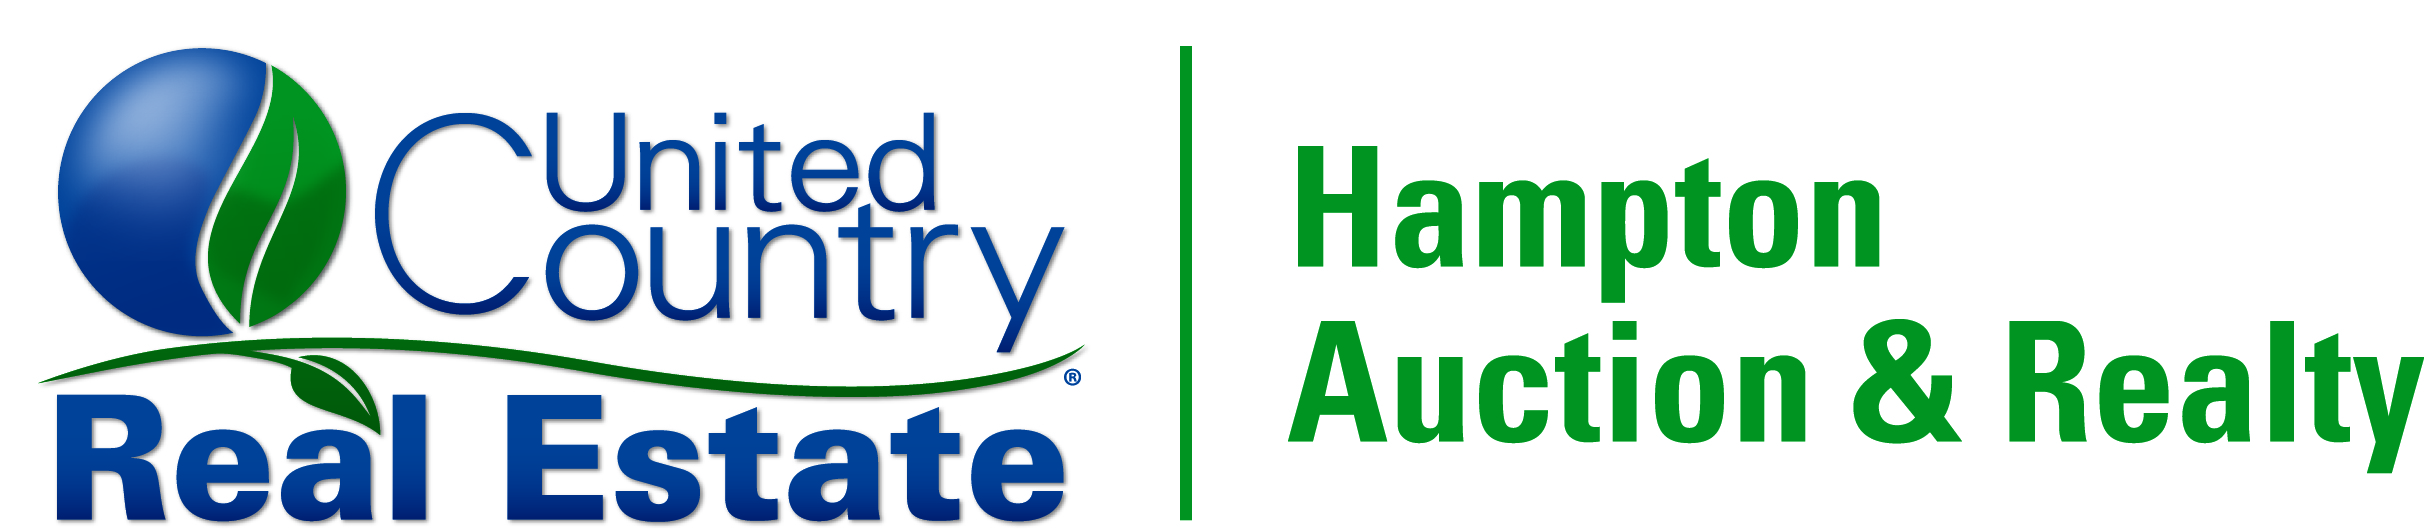 United
Country
®
Real Estate
Hampton
Auction & Realty